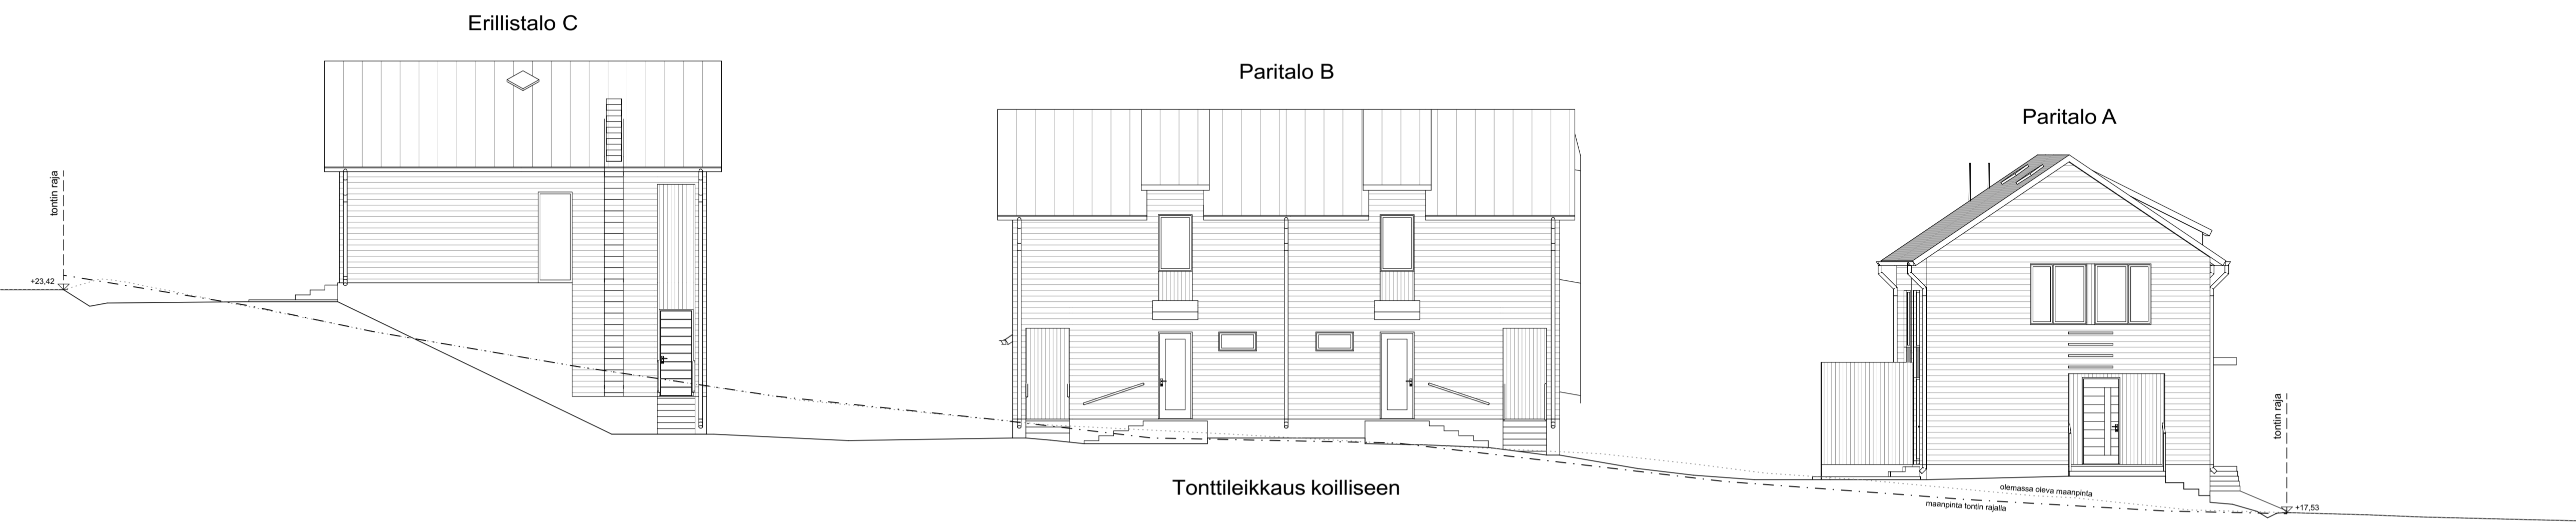 Erillistalo C
Paritalo B
Paritalo A
tontin raja
+23,42
tontin raja
Tonttileikkaus koilliseen
olemassa oleva maanpinta
maanpinta tontin rajalla
+17,53